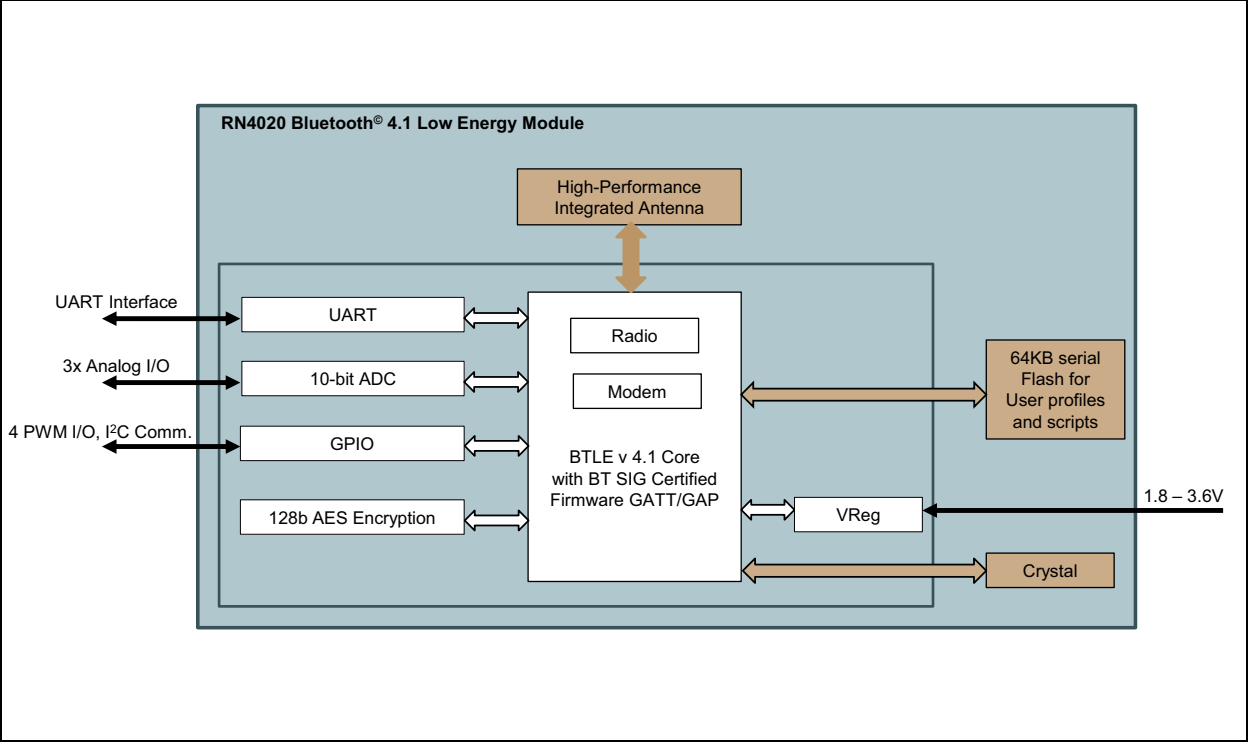 RN4020 Bluetooth© 4.1 Low Energy Module
High-Performance
Integrated Antenna
UART Interface
UART
Radio
3x Analog I/O
10-bit ADC
Modem
64KB serial
Flash for
User profiles
and scripts
4 PWM I/O, I²C Comm.
GPIO
BTLE v 4.1 Core
with BT SIG Certified
Firmware GATT/GAP
128b AES Encryption
VReg
1.8 – 3.6V
Crystal